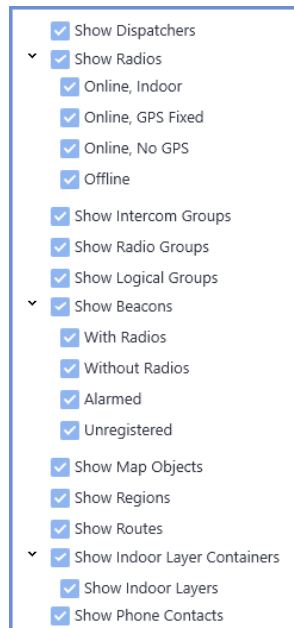 Show Dispatchers
Show Radios
Online, Indoor
Online, GPS Fixed
Online, No GPS
Offline
Show Intercom Groups
Show Radio Groups
Show Logical Groups
Show Beacons
With Radios
Without Radios
Alarmed
Unregistered
Show Map Objects
Show Regions
Show Routes
Show Indoor Layer Containers
Show Indoor Layers
Show Phone Contacts